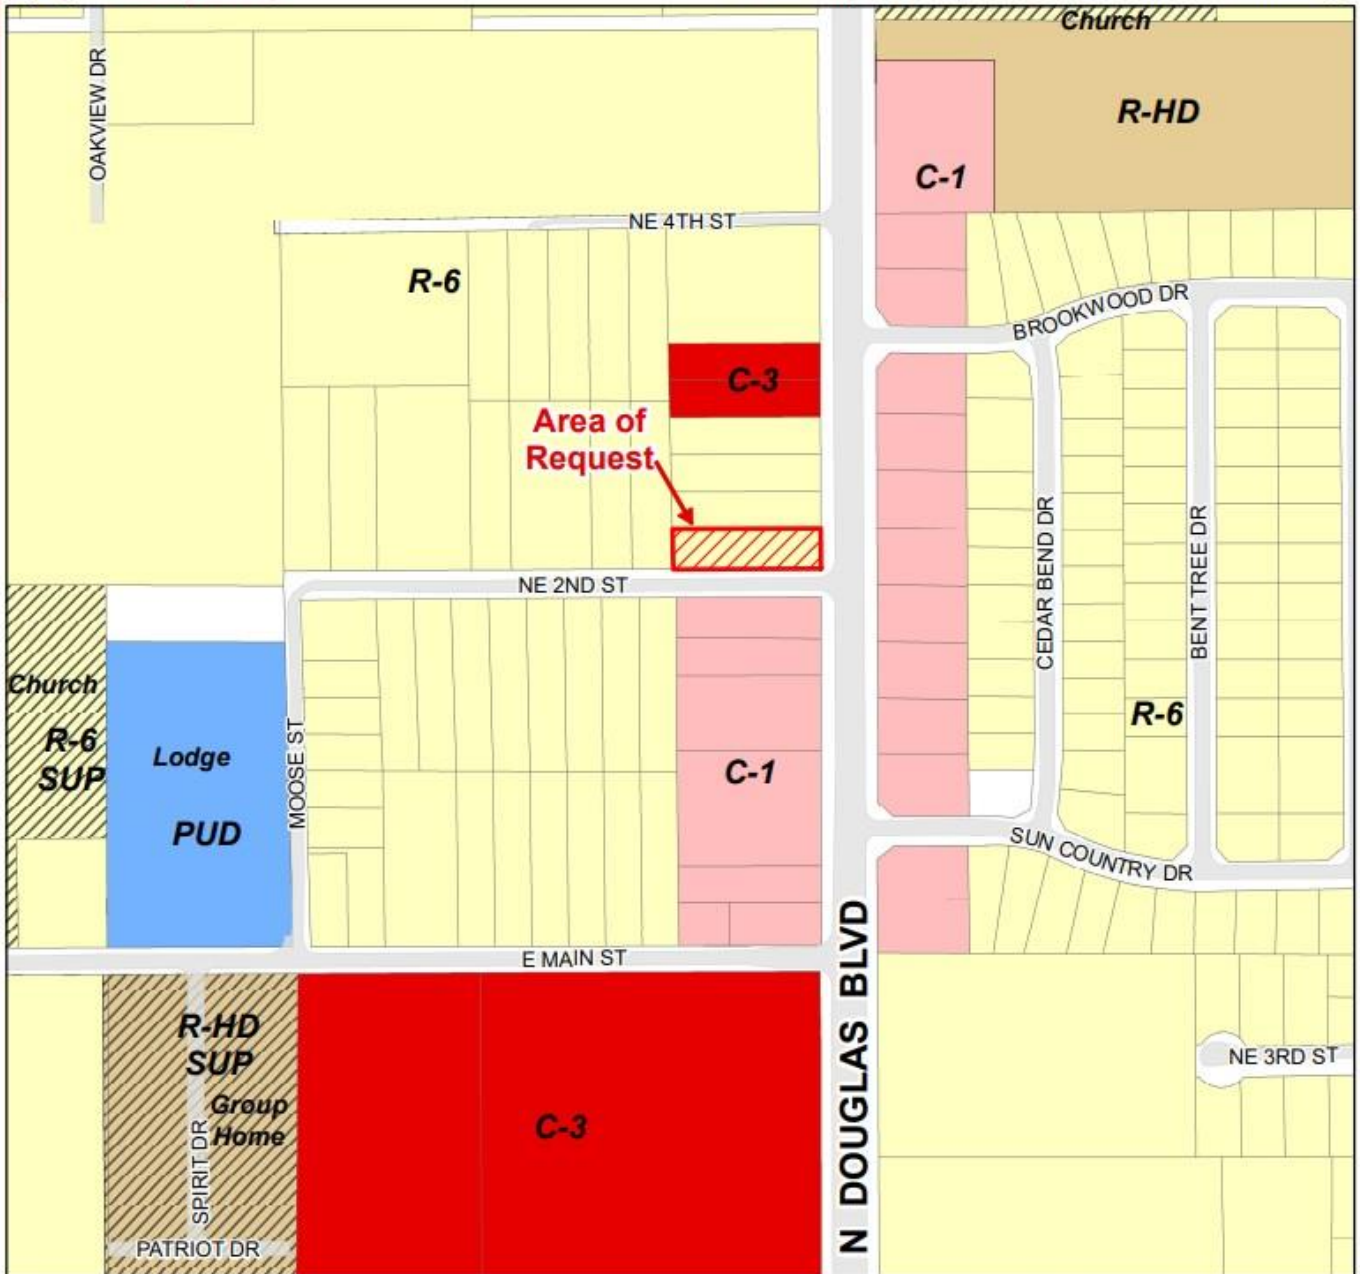 Church
OAKVIEW DR
R-HD
C-1
NE 4TH ST
R-6
BROOKWOOD DR
C-3
Area of
Request
CEDAR BEND DR
BENT TREE DR
NE 2ND ST
Church
R-6
SUP
Lodge
PUD
MOOSE ST
C-1
R-6
SUN COUNTRY DR
N DOUGLAS BLVD
E MAIN ST
R-HD
SUP
Group
Home
SPIRIT DR
PATRIOT DR
C-3
NE 3RD ST